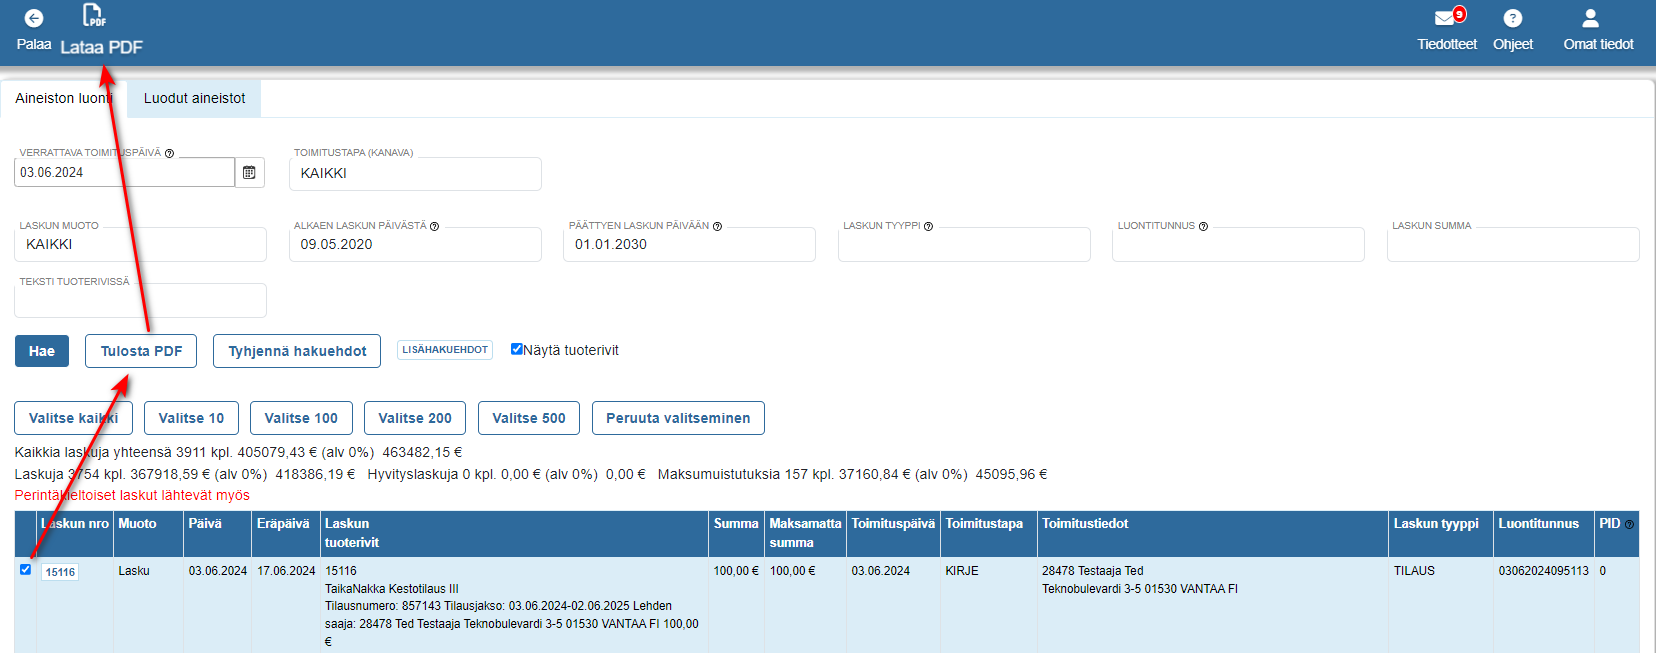 Palaa
Lataa PDF
Tiedotteet 9
Ohjeet
Omat tiedot
Aineiston luonti
Luodut aineistot
VERRATTAVA TOIMITUSPÄIVÄ
03.06.2024
TOIMITUSTAPA (KANAVA)
KAIKKI
LASKUN MUOTO
KAIKKI
ALKAEN LASKUN PÄIVÄSTÄ
09.05.2020
PÄÄTTYEN LASKUN PÄIVÄÄN
01.01.2030
LASKUN TYYPPI
LUONTITUNNUS
LASKUN SUMMA
TEKSTI TUOTERIVISSÄ
Hae
Tulosta PDF
Tyhjennä hakuehdot
LISÄHAKUEHDOT
Näytä tuoterivit
Valitse kaikki
Valitse 10
Valitse 100
Valitse 200
Valitse 500
Peruuta valitseminen
Kaikkia laskuja yhteensä 3911 kpl. 405079,43 € (alv 0%) 463482,15 €
Laskuja 3754 kpl. 367918,59 € (alv 0%) 418386,19 € Hyvityslaskuja 0 kpl. 0,00 € (alv 0%) 0,00 € Maksumuistutuksia 157 kpl. 37160,84 € (alv 0%) 45095,96 €
Perintäkieltoiset laskut lähtevät myös
Laskun nro
Muoto
Päivä
Eräpäivä
Laskun
tuoterivit
Summa
Maksamatta
summa
Toimituspäivä
Toimitustapa
Toimitustiedot
Laskun tyyppi
Luontitunnus
PID
15116
Lasku
03.06.2024
17.06.2024
15116
TaikaNakka Kestotilaus III
Tilausnumero: 857143 Tilausjakso: 03.06.2024-02.06.2025 Lehden
saaja: 28478 Ted Testaaja Teknobulevardi 3-5 01530 VANTAA FI 100,00
€
100,00 €
100,00 €
03.06.2024
KIRJE
28478 Testaaja Ted
Teknobulevardi 3-5 01530 VANTAA FI
TILAUS
03062024095113
0